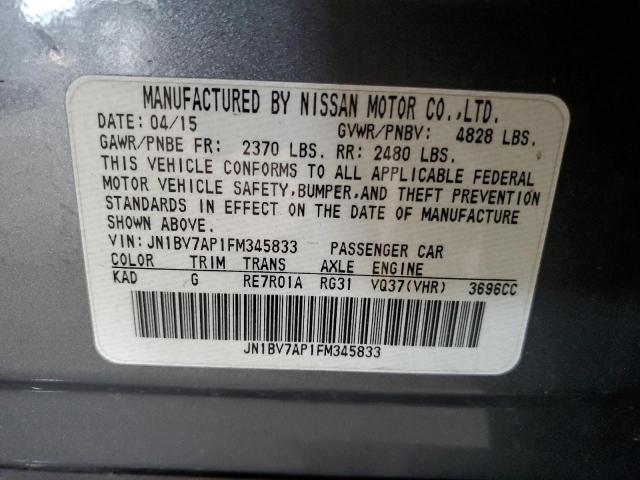 MANUFACTURED BY NISSAN MOTOR CO.,LTD.
DATE: 04/15 GVWR/PNBV: 4828 LBS.
GAWR/PNBE FR: 2370 LBS. RR: 2480 LBS.
THIS VEHICLE CONFORMS TO ALL APPLICABLE FEDERAL
MOTOR VEHICLE SAFETY,BUMPER,AND THEFT PREVENTION
STANDARDS IN EFFECT ON THE DATE OF MANUFACTURE
SHOWN ABOVE.
VIN:JN1BV7AP1FM345833 PASSENGER CAR
COLOR TRIM TRANS AXLE ENGINE
KAD G RE7R01A RG31 VQ37(VHR) 3696CC
JN1BV7AP1FM345833